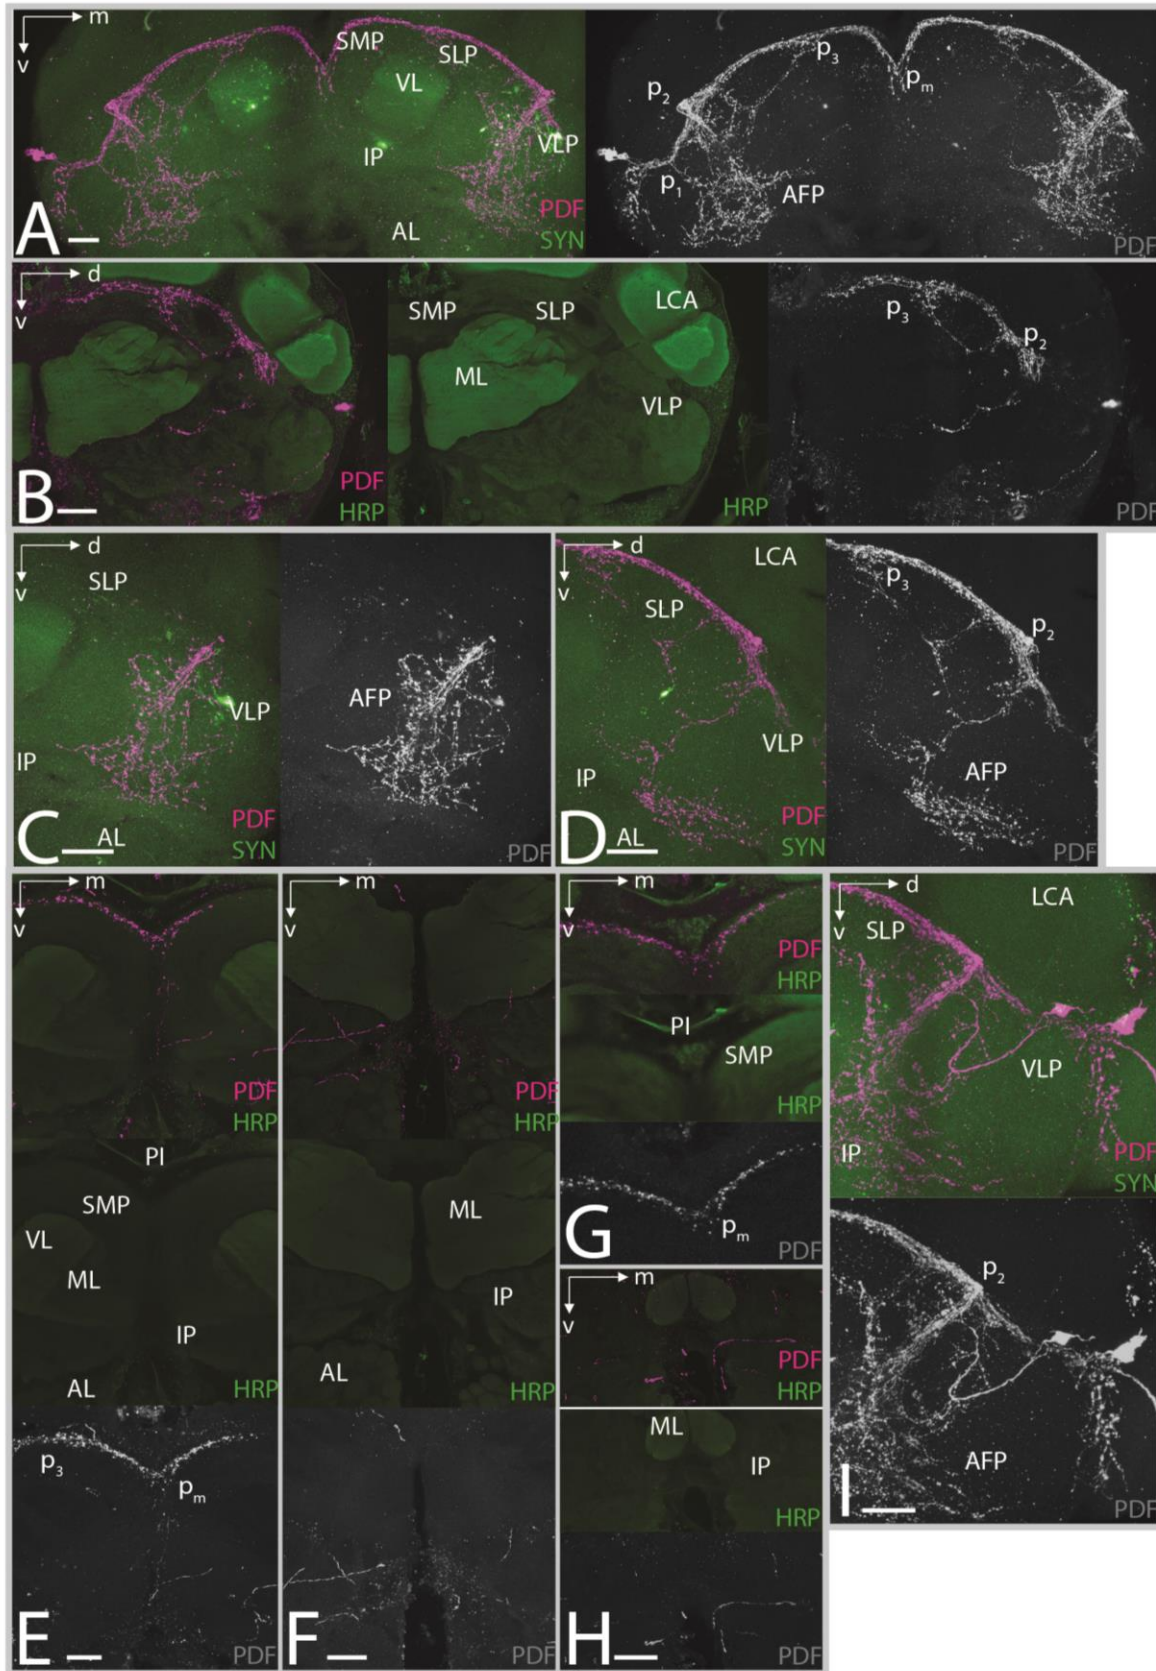 m
v
SMP
SLP
VL
VLP
IP
AL
PDF
SYN
A
p3
pm
p2
p1
AFP
PDF
d
v
SMP
SLP
LCA
ML
VLP
p3
p2
PDF
HRP
HRP
PDF
B
d
v
SLP
VLP
IP
AL
PDF
SYN
C
AFP
PDF
d
v
LCA
SLP
VLP
IP
AL
PDF
SYN
D
p3
p2
AFP
PDF
m
v
PDF
HRP
PI
SMP
VL
ML
IP
AL
HRP
p3
pm
E
PDF
m
v
PDF
HRP
ML
IP
AL
HRP
F
PDF
m
v
PDF
HRP
PI
SMP
HRP
G
pm
PDF
m
v
PDF
HRP
ML
IP
HRP
H
PDF
d
v
LCA
SLP
VLP
IP
PDF
SYN
p2
AFP
I
PDF